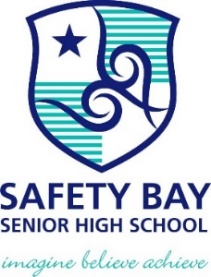 SAFETY BAY
SENIOR HIGH SCHOOL
imagine believe achieve